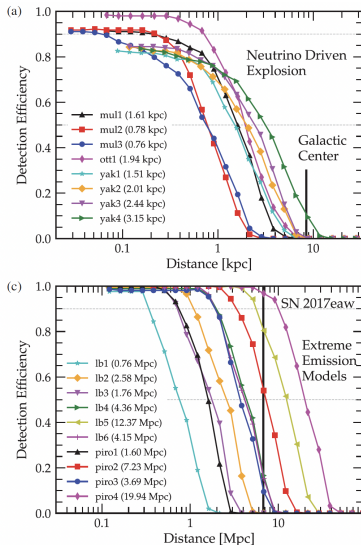 (a)
Neutrino Driven
Explosion
Galactic
Center
mul1 (1.61 kpc)
mul2 (0.78 kpc)
mul3 (0.76 kpc)
ott1 (1.94 kpc)
yak1 (1.51 kpc)
yak2 (2.01 kpc)
yak3 (2.44 kpc)
yak4 (3.15 kpc)
Detection Efficiency
1.0
0.8
0.6
0.4
0.2
0.0
0.1
1
10
Distance [kpc]
(c)
SN 2017eaw
Extreme
Emission
Models
lb1 (0.76 Mpc)
lb2 (2.58 Mpc)
lb3 (1.76 Mpc)
lb4 (4.36 Mpc)
lb5 (12.37 Mpc)
lb6 (4.15 Mpc)
piro1 (1.60 Mpc)
piro2 (7.23 Mpc)
piro3 (3.69 Mpc)
piro4 (19.94 Mpc)
Detection Efficiency
1.0
0.8
0.6
0.4
0.2
0.0
0.1
1
10
Distance [Mpc]